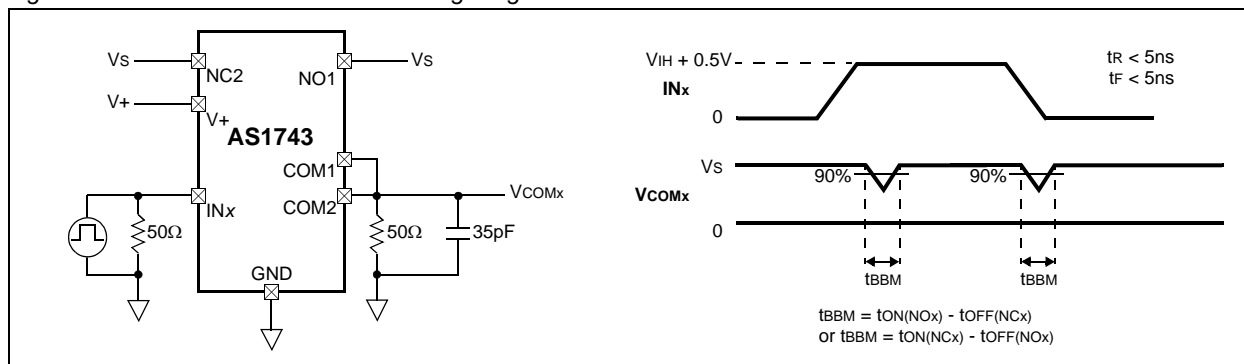 Vs
NC2
NO1
Vs
V+
V+
AS1743
COM1
COM2
VCOMx
INx
50Ω
50Ω
35pF
GND
VIH + 0.5V
INx
0
tR < 5ns
tF < 5ns
Vs
90%
90%
VCOMx
0
tBBM
tBBM
tBBM = tON(NOx) - tOFF(NCx)
or tBBM = tON(NCx) - tOFF(NOx)